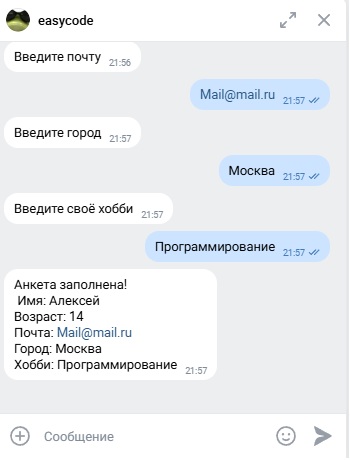 easycode
Введите почту 21:56
Mail@mail.ru 21:57
Введите город 21:57
Москва 21:57
Введите своё хобби 21:57
Программирование 21:57
Анкета заполнена!
Имя: Алексей
Возраст: 14
Почта: Mail@mail.ru
Город: Москва
Хобби: Программирование 21:57
Сообщение